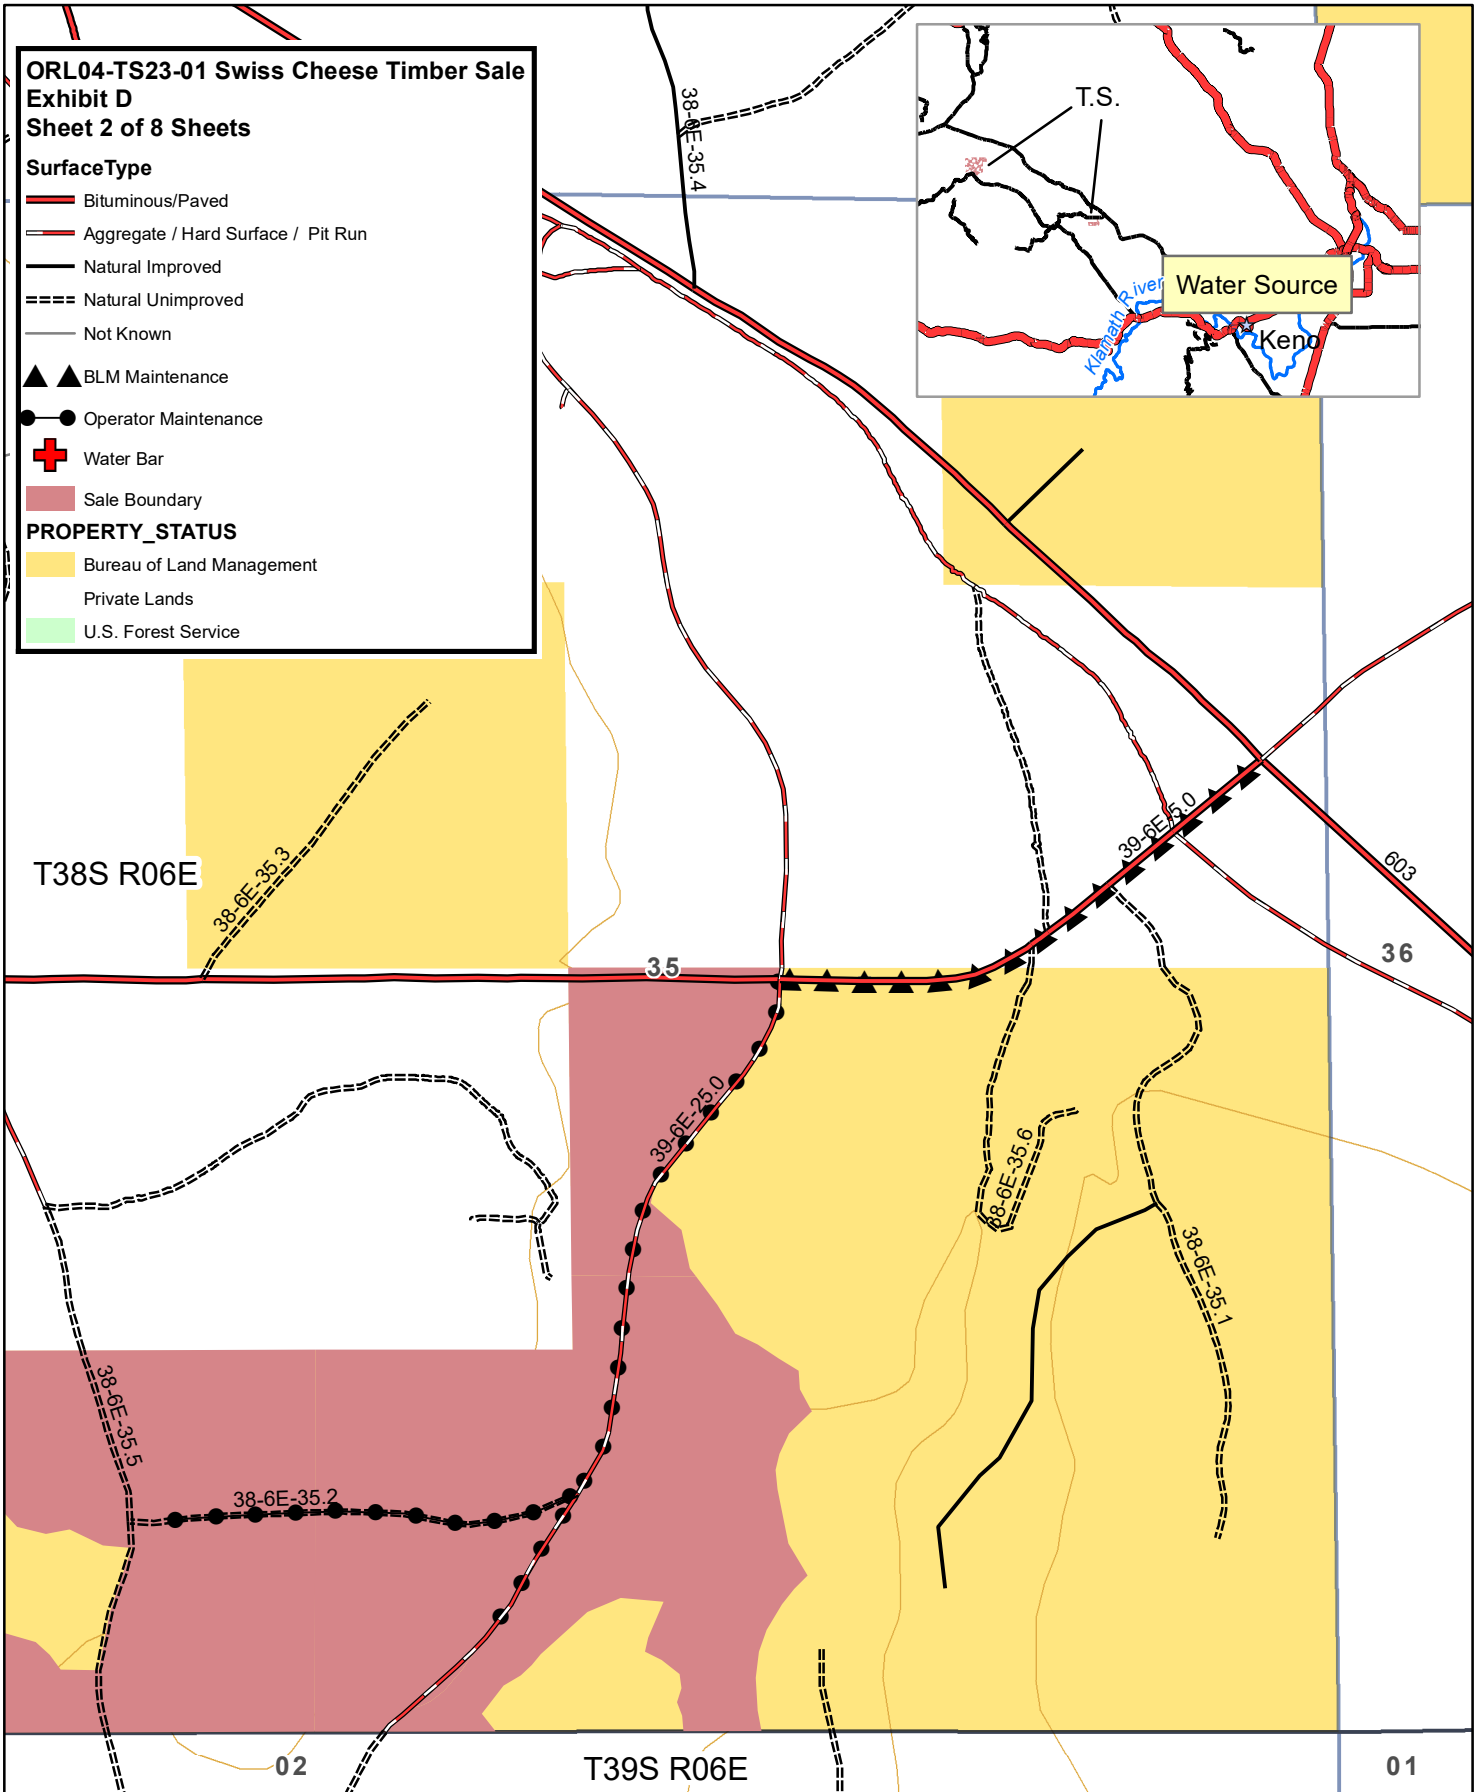 ORL04-TS23-01 Swiss Cheese Timber Sale
Exhibit D
Sheet 2 of 8 Sheets
SurfaceType
Bituminous/Paved
Aggregate / Hard Surface / Pit Run
Natural Improved
Natural Unimproved
Not Known
BLM Maintenance
Operator Maintenance
Water Bar
Sale Boundary
PROPERTY_STATUS
Bureau of Land Management
Private Lands
U.S. Forest Service
38-6E-35.4
T.S.
Water Source
Klamath River
Keno
39-6E-5.0
603
T38S R06E
38-6E-35.3
35
36
39-6E-25.0
38-6E-35.6
38-6E-35.1
38-6E-35.5
38-6E-35.2
02
T39S R06E
01